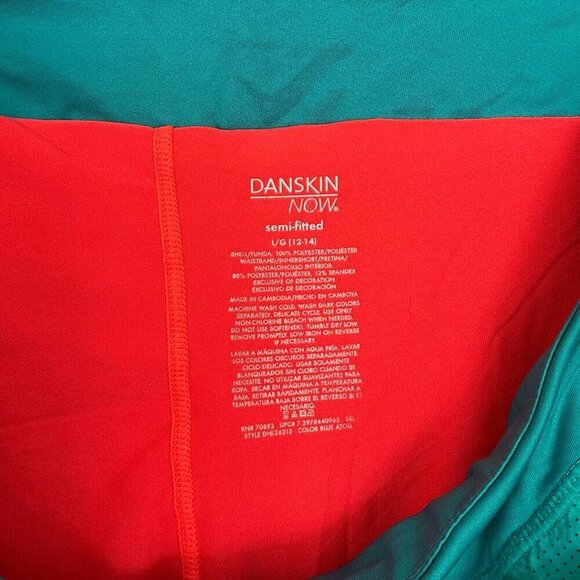 DANSKIN
NOW®
semi-fitted
L/G (12-14)
SHELL/FUNDA: 100% POLYESTER/POLIÉSTER
WAISTBAND/INNERSHORT/PRETINA/
PANTALONCILLO INTERIOR:
88% POLYESTER/POLIÉSTER, 12% SPANDEX
EXCLUSIVE OF DECORATION
EXCLUSIVO DE DECORACIÓN
MADE IN CAMBODIA/HECHO EN CAMBOYA
MACHINE WASH COLD. WASH DARK COLORS
SEPARATELY. DELICATE CYCLE. USE ONLY
NON-CHLORINE BLEACH WHEN NEEDED.
DO NOT USE SOFTENERS. TUMBLE DRY LOW.
REMOVE PROMPTLY. LOW IRON ON REVERSE
IF NECESSARY.
LAVAR A MÁQUINA CON AGUA FRÍA. LAVAR
LOS COLORES OSCUROS SEPARADAMENTE.
CICLO DELICADO. USAR SOLAMENTE
BLANQUEADOR SIN CLORO CUANDO SE
NECESITE. NO UTILIZAR SUAVIZANTES PARA
ROPA. SECAR EN MÁQUINA A TEMPERATURA
BAJA. RETIRAR RÁPIDAMENTE. PLANCHAR A
TEMPERATURA BAJA SOBRE EL REVERSO SI
NECESARIO.
RN# 70892 UPC# 7 3975640965
STYLE DNL26215 COLOR BLUE